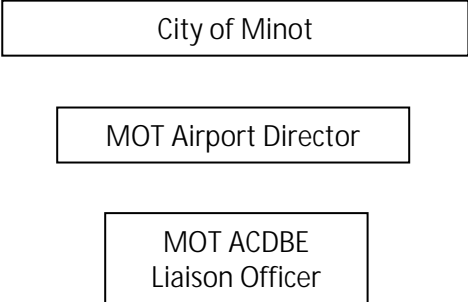 City of Minot
MOT Airport Director
MOT ACDBE
Liaison Officer